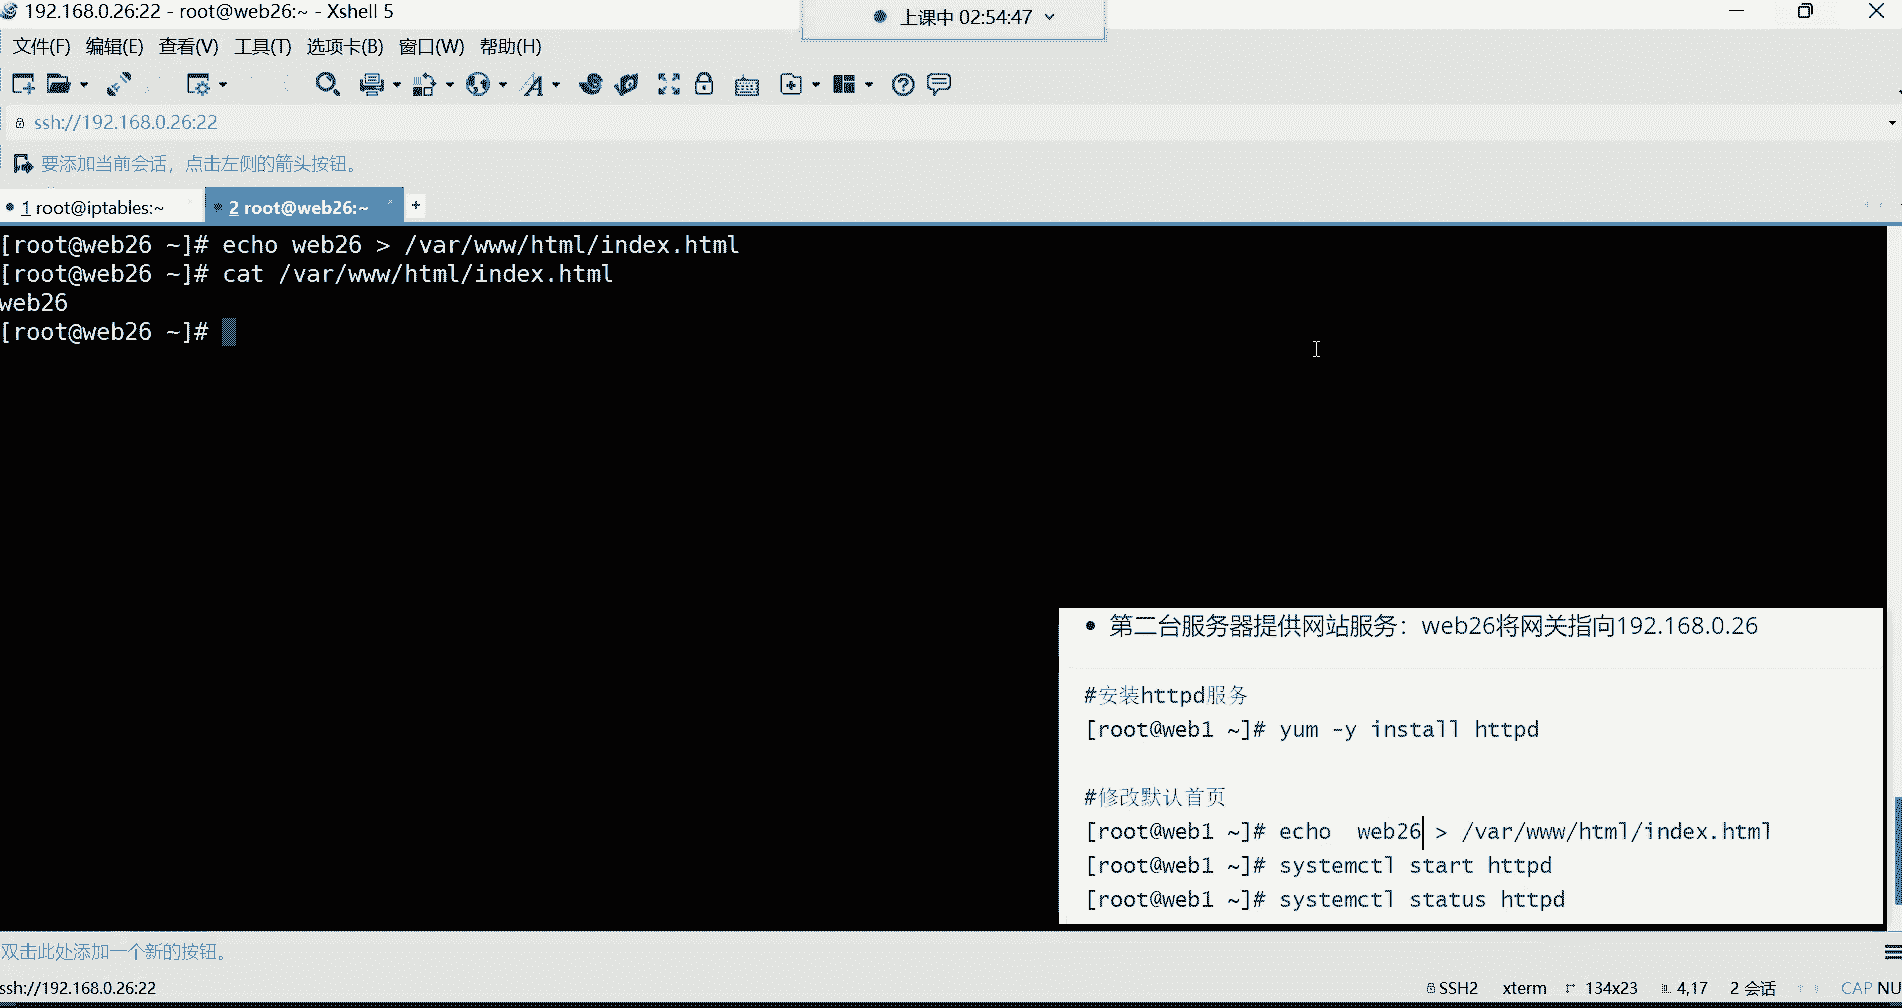 192.168.0.26:22 - root@web26:~ - Xshell 5
上课中 02:54:47
文件(F) 编辑(E) 查看(V) 工具(T) 选项卡(B) 窗口(W) 帮助(H)
ssh://192.168.0.26:22
要添加当前会话，点击左侧的箭头按钮。
1 root@iptables:~ 2 root@web26:~ +
[root@web26 ~]# echo web26 > /var/www/html/index.html
[root@web26 ~]# cat /var/www/html/index.html
web26
[root@web26 ~]#
• 第二台服务器提供网站服务：web26将网关指向192.168.0.26
#安装httpd服务
[root@web1 ~]# yum -y install httpd
#修改默认首页
[root@web1 ~]# echo  web26 > /var/www/html/index.html
[root@web1 ~]# systemctl start httpd
[root@web1 ~]# systemctl status httpd
双击此处添加一个新的按钮。
ssh://192.168.0.26:22 SSH2 xterm 134x23 4,17 2 会话 CAP NU